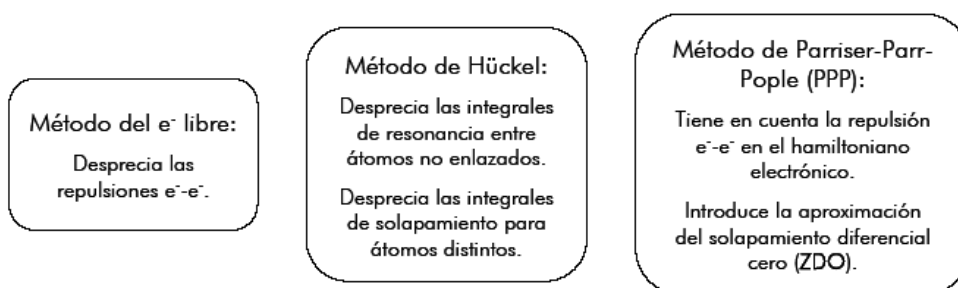 Método del e⁻ libre:
Desprecia las
repulsiones e⁻-e⁻.
Método de Hückel:
Desprecia las integrales
de resonancia entre
átomos no enlazados.
Desprecia las integrales
de solapamiento para
átomos distintos.
Método de Parriser-Parr-
Pople (PPP):
Tiene en cuenta la repulsión
e⁻-e⁻ en el hamiltoniano
electrónico.
Introduce la aproximación
del solapamiento diferencial
cero (ZDO).